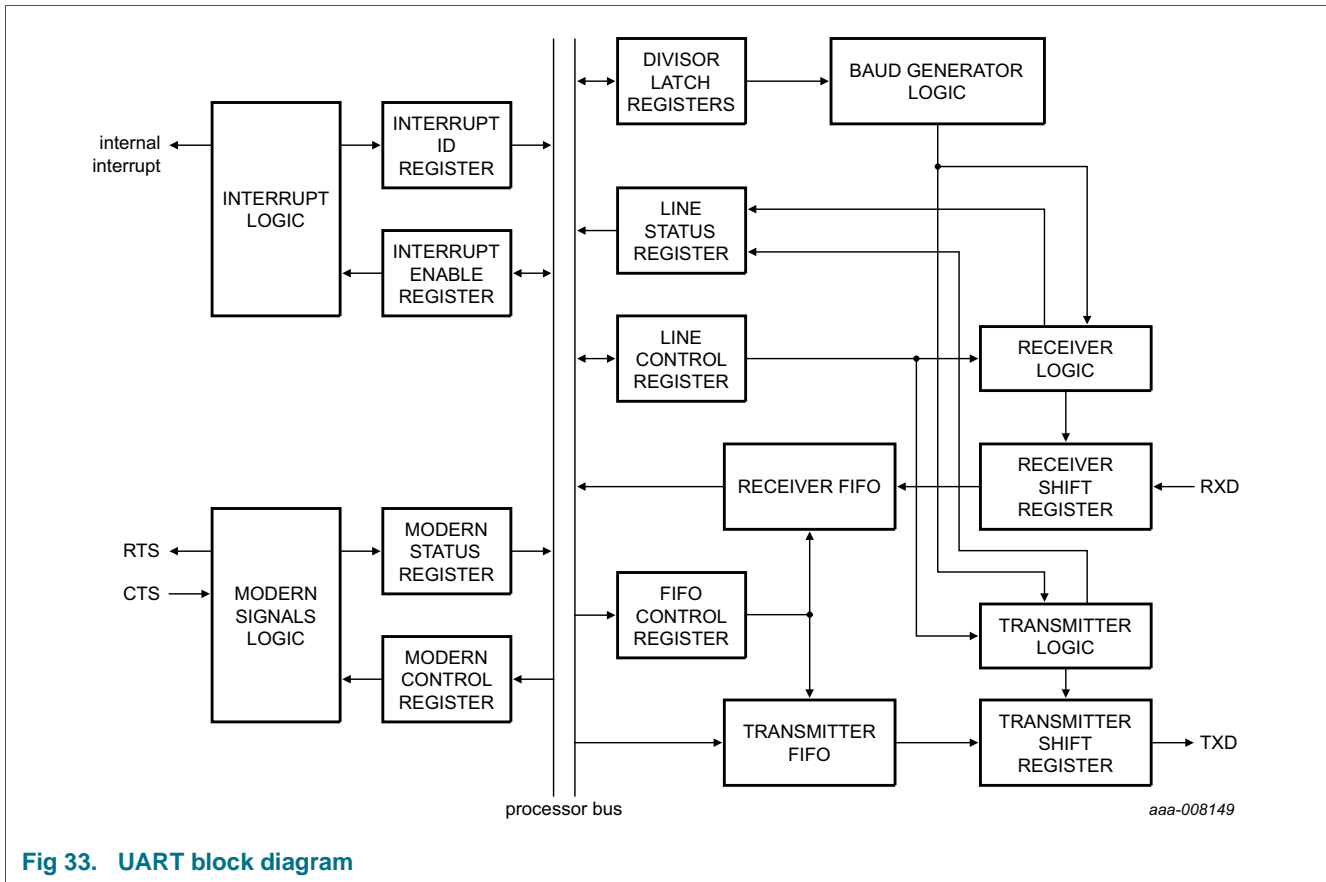 DIVISOR
LATCH
REGISTERS
BAUD GENERATOR
LOGIC
internal
interrupt
INTERRUPT
LOGIC
INTERRUPT
ID
REGISTER
INTERRUPT
ENABLE
REGISTER
LINE
STATUS
REGISTER
LINE
CONTROL
REGISTER
RECEIVER
LOGIC
RECEIVER FIFO
RECEIVER
SHIFT
REGISTER
RXD
RTS
CTS
MODERN
SIGNALS
LOGIC
MODERN
STATUS
REGISTER
MODERN
CONTROL
REGISTER
FIFO
CONTROL
REGISTER
TRANSMITTER
LOGIC
TRANSMITTER
FIFO
TRANSMITTER
SHIFT
REGISTER
TXD
processor bus
aaa-008149
Fig 33. UART block diagram